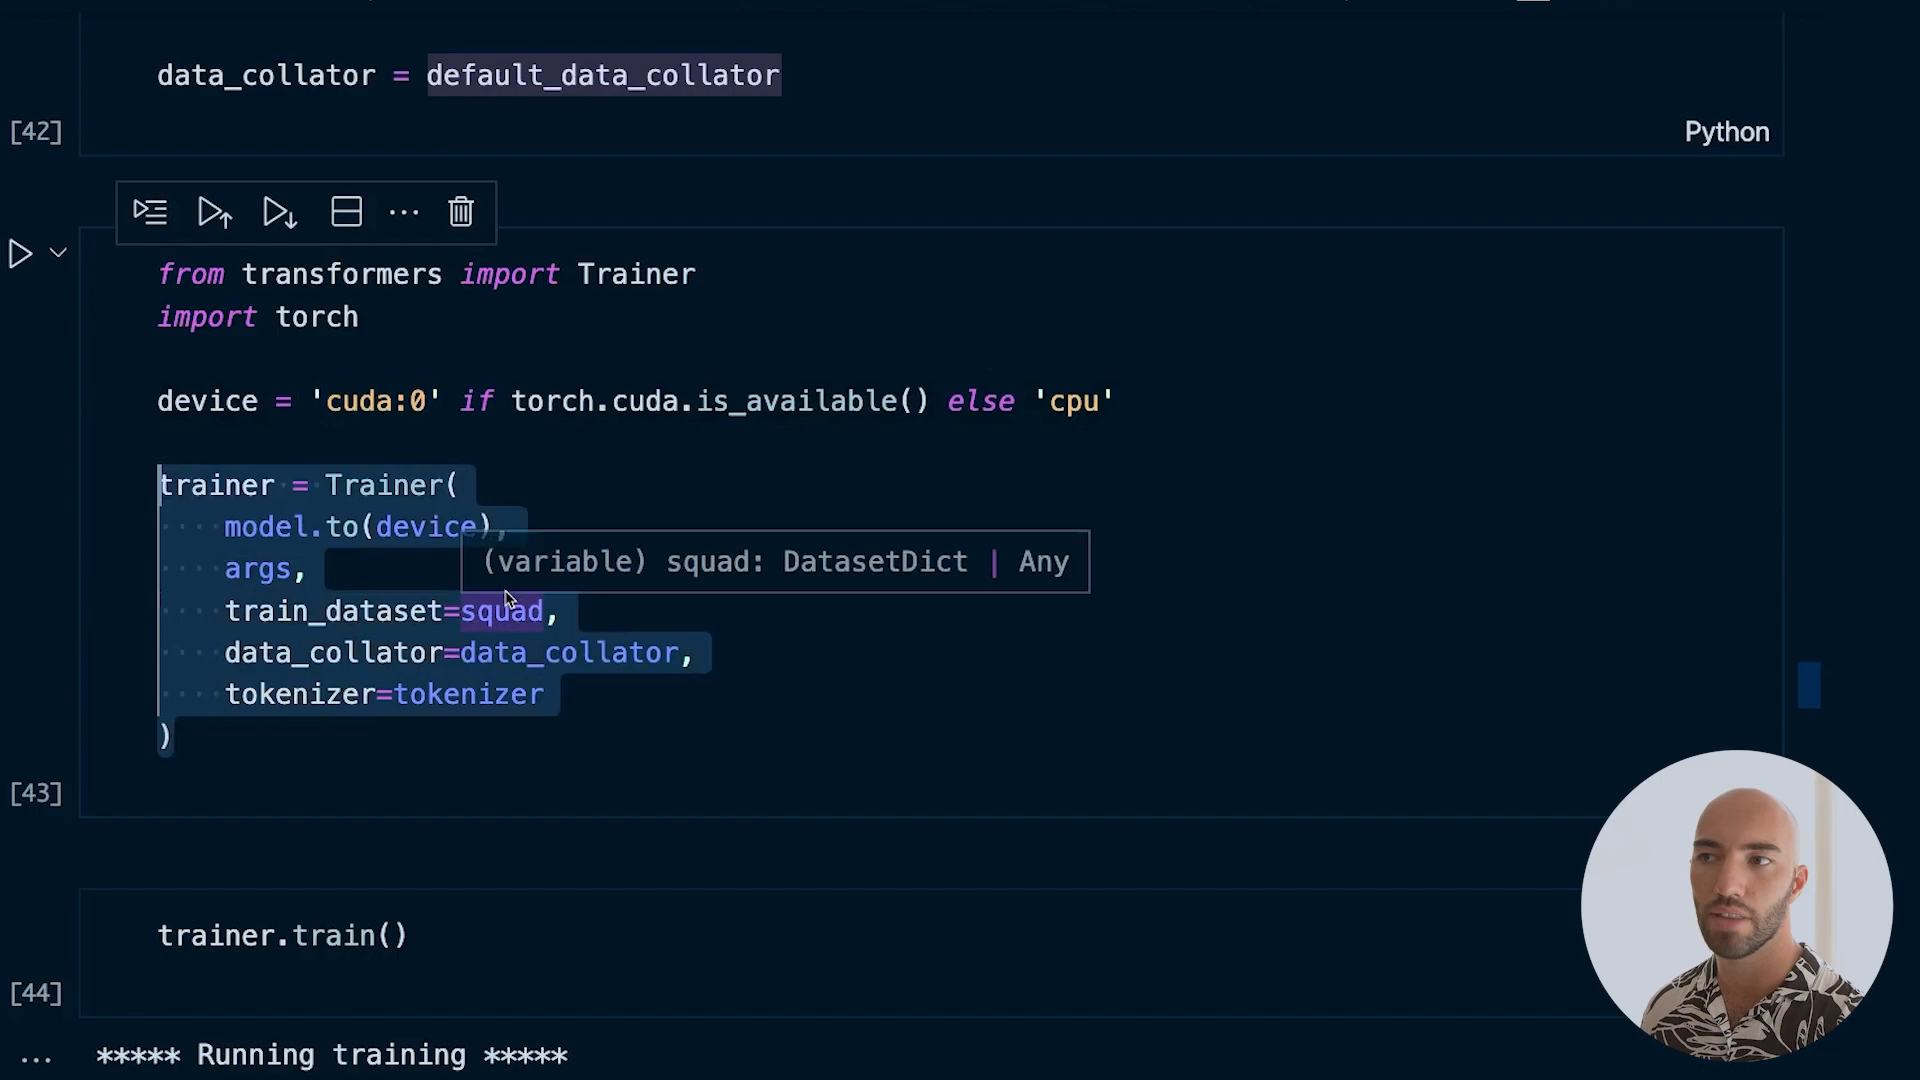 data_collator = default_data_collator
[42]
Python
from transformers import Trainer
import torch
device = 'cuda:0' if torch.cuda.is_available() else 'cpu'
trainer = Trainer(
model.to(device),
(variable) squad: DatasetDict | Any
args,
train_dataset=squad,
data_collator=data_collator,
tokenizer=tokenizer
)
[43]
trainer.train()
[44]
... ***** Running training *****